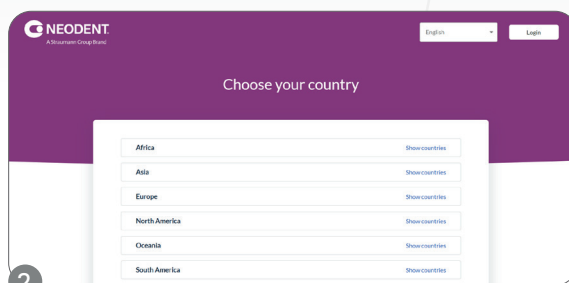 NEODENT
A Straumann Group Brand
English
Login
Choose your country
Africa Show countries
Asia Show countries
Europe Show countries
North America Show countries
Oceania Show countries
South America Show countries
2